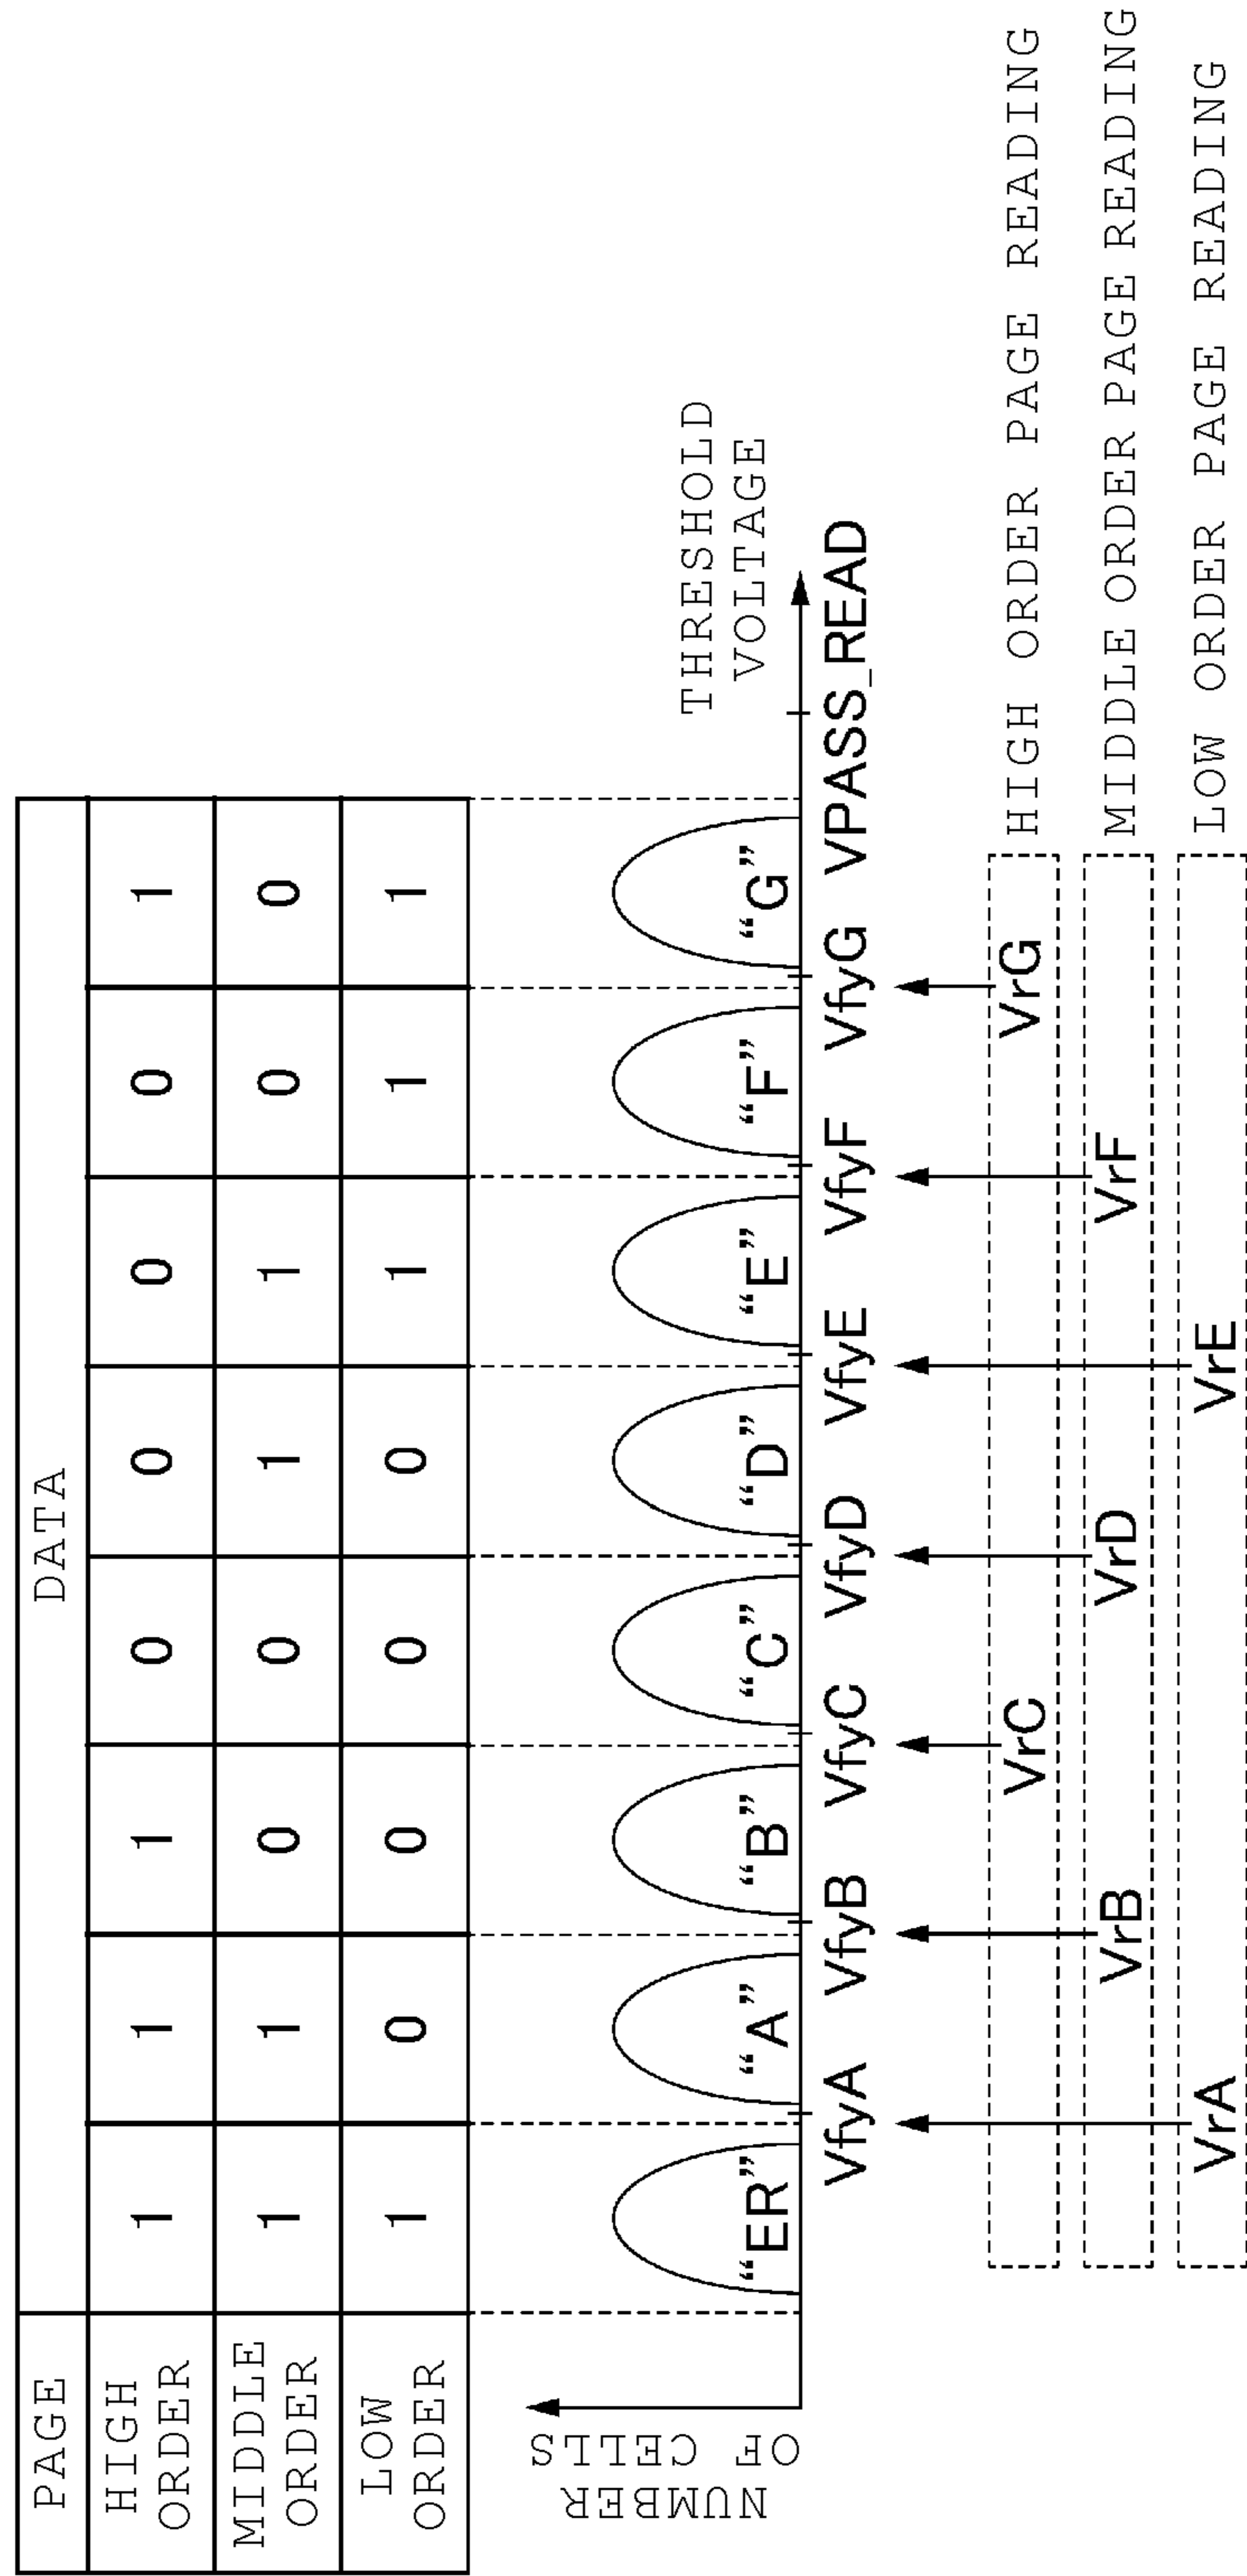 PAGE DATA
HIGH ORDER 1 1 1 0 0 0 0 1
MIDDLE ORDER 1 1 0 0 1 1 0 0
LOW ORDER 1 0 0 0 0 1 1 1
NUMBER
OF CELLS
THRESHOLD
VOLTAGE
“ER” “A” “B” “C” “D” “E” “F” “G”
VfyA VfyB VfyC VfyD VfyE VfyF VfyG VPASS_READ
VrC VrG HIGH ORDER PAGE READING
VrB VrD VrF MIDDLE ORDER PAGE READING
VrA VrE LOW ORDER PAGE READING